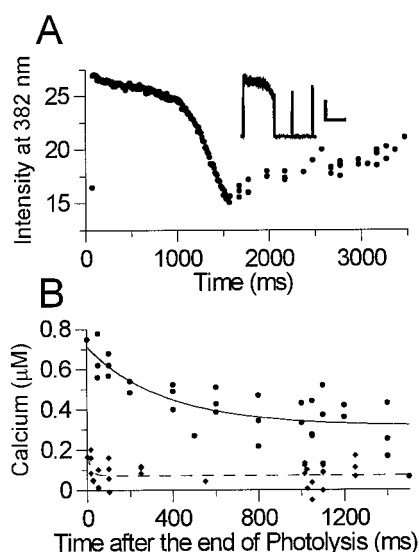 A
Intensity at 382 nm
25
20
15
0 1000 2000 3000
Time (ms)
B
Calcium (µM)
0.8
0.6
0.4
0.2
0
0 400 800 1200
Time after the end of Photolysis (ms)